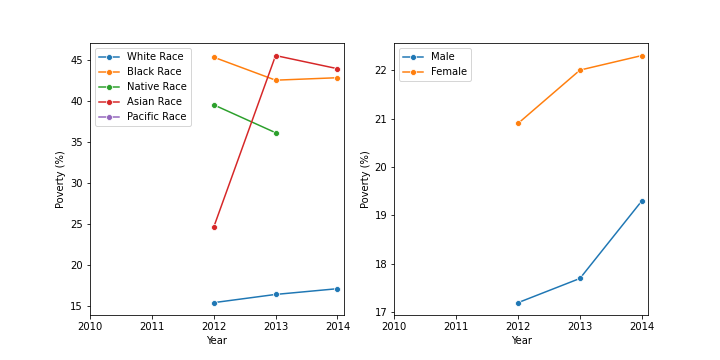 White Race
Black Race
Native Race
Asian Race
Pacific Race
45
40
35
30
25
20
15
Poverty (%)
2010 2011 2012 2013 2014
Year
Male
Female
22
21
20
19
18
17
Poverty (%)
2010 2011 2012 2013 2014
Year